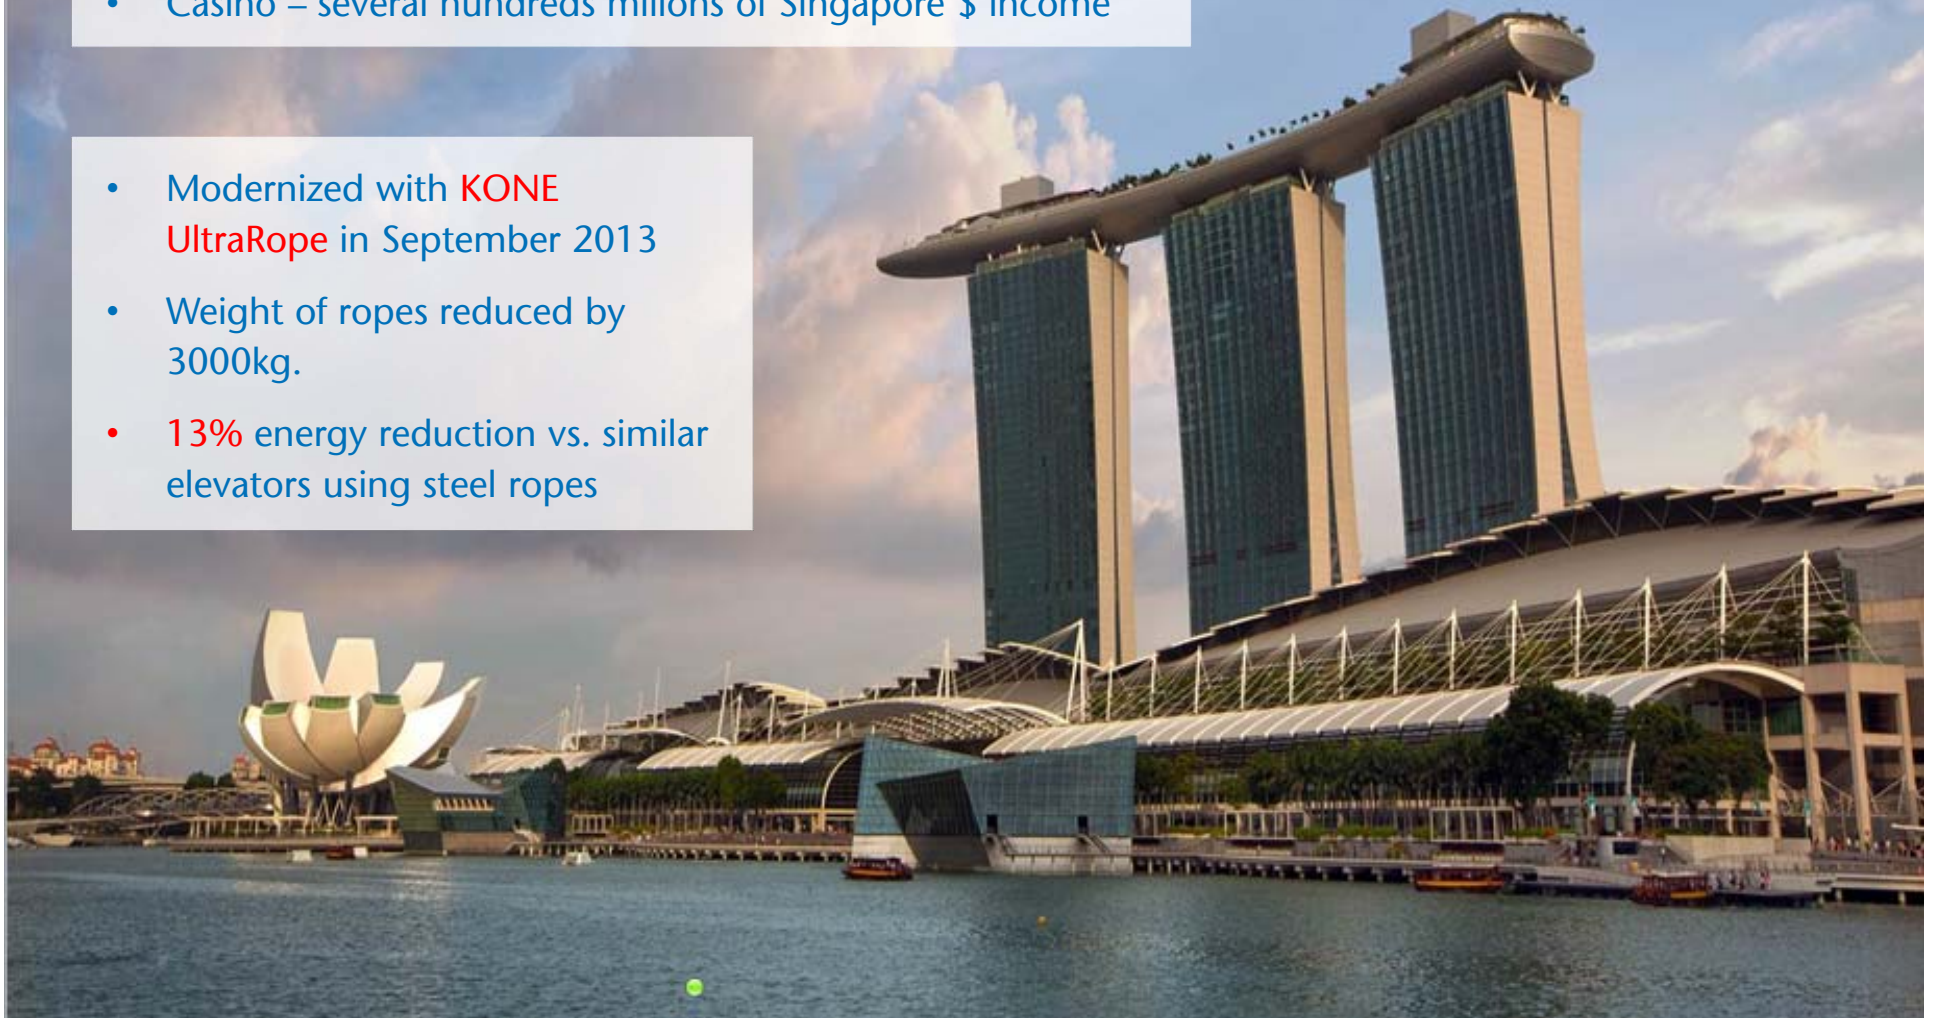 • Casino – several hundreds millons of Singapore $ income
• Modernized with KONE
UltraRope in September 2013
• Weight of ropes reduced by
3000kg.
• 13% energy reduction vs. similar
elevators using steel ropes